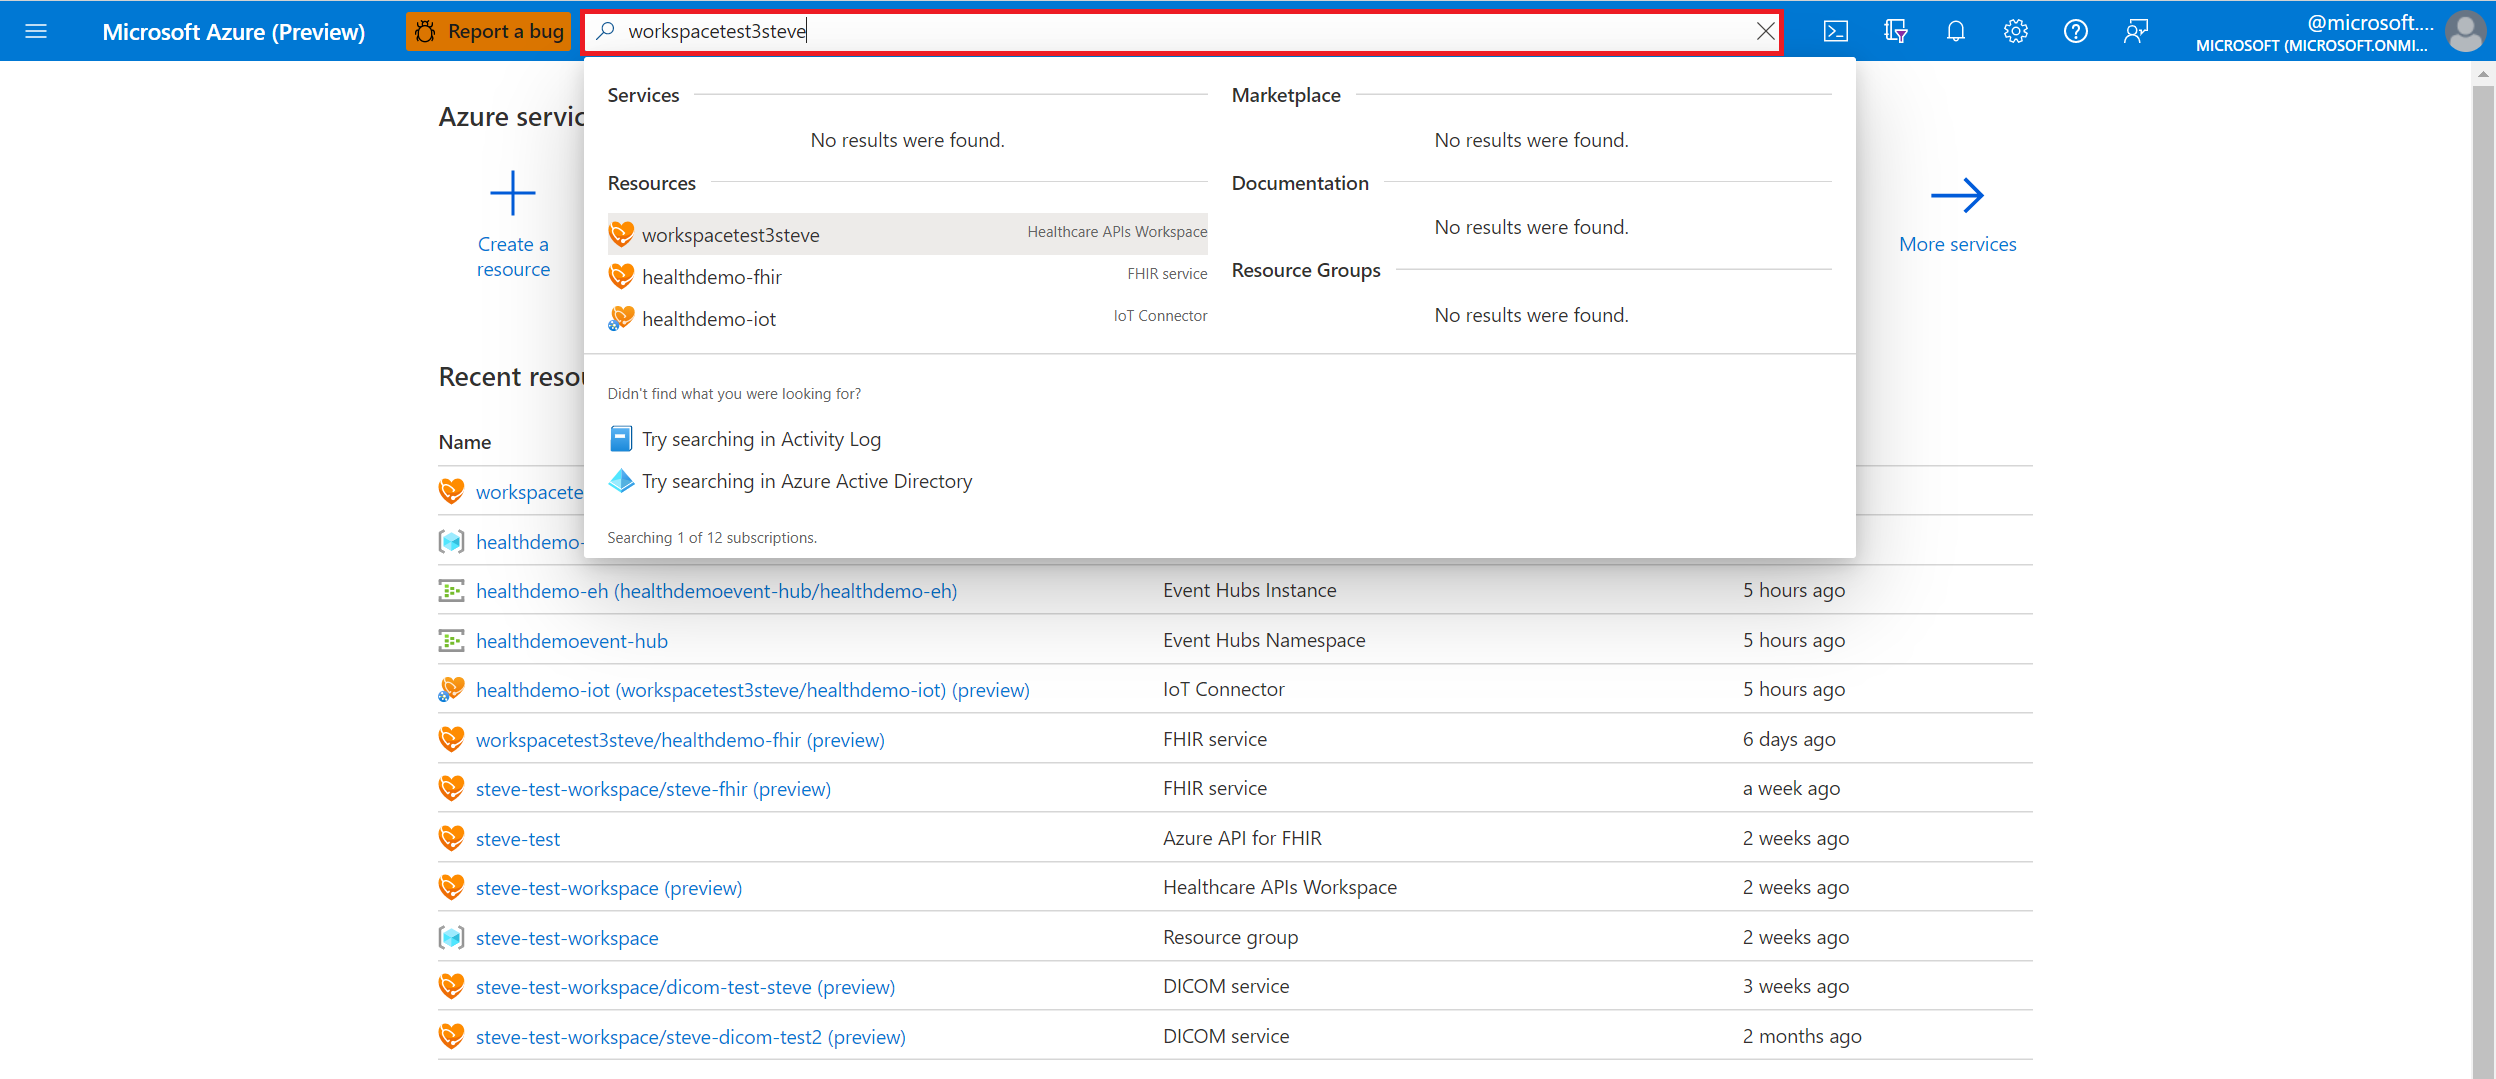 Microsoft Azure (Preview)
Report a bug
workspacetest3steve
@microsoft....
MICROSOFT (MICROSOFT.ONMI...
Azure servic
Create a
resource
More services
Services
No results were found.
Resources
workspacetest3steve Healthcare APIs Workspace
healthdemo-fhir FHIR service
healthdemo-iot IoT Connector
Marketplace
No results were found.
Documentation
No results were found.
Resource Groups
No results were found.
Didn't find what you were looking for?
Try searching in Activity Log
Try searching in Azure Active Directory
Searching 1 of 12 subscriptions.
Recent resou
Name
workspacete
healthdemo-
healthdemo-eh (healthdemoevent-hub/healthdemo-eh) Event Hubs Instance 5 hours ago
healthdemoevent-hub Event Hubs Namespace 5 hours ago
healthdemo-iot (workspacetest3steve/healthdemo-iot) (preview) IoT Connector 5 hours ago
workspacetest3steve/healthdemo-fhir (preview) FHIR service 6 days ago
steve-test-workspace/steve-fhir (preview) FHIR service a week ago
steve-test Azure API for FHIR 2 weeks ago
steve-test-workspace (preview) Healthcare APIs Workspace 2 weeks ago
steve-test-workspace Resource group 2 weeks ago
steve-test-workspace/dicom-test-steve (preview) DICOM service 3 weeks ago
steve-test-workspace/steve-dicom-test2 (preview) DICOM service 2 months ago